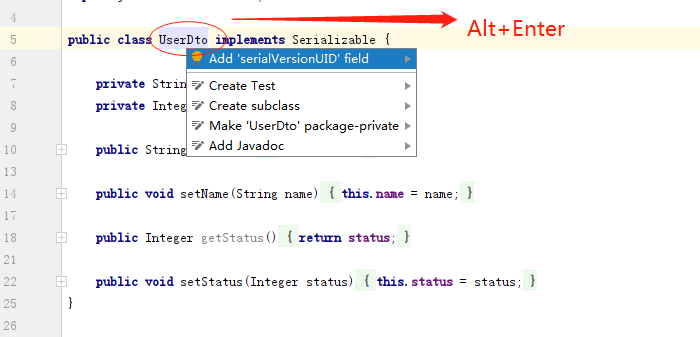 4
5 public class UserDto implements Serializable {
Alt+Enter
6
Add 'serialVersionUID' field
7 private String
Create Test
8 private Integ
Create subclass
9
Make 'UserDto' package-private
10 public String
Add Javadoc
13
14 public void setName(String name) { this.name = name; }
17
18 public Integer getStatus() { return status; }
21
22 public void setStatus(Integer status) { this.status = status; }
25 }
26